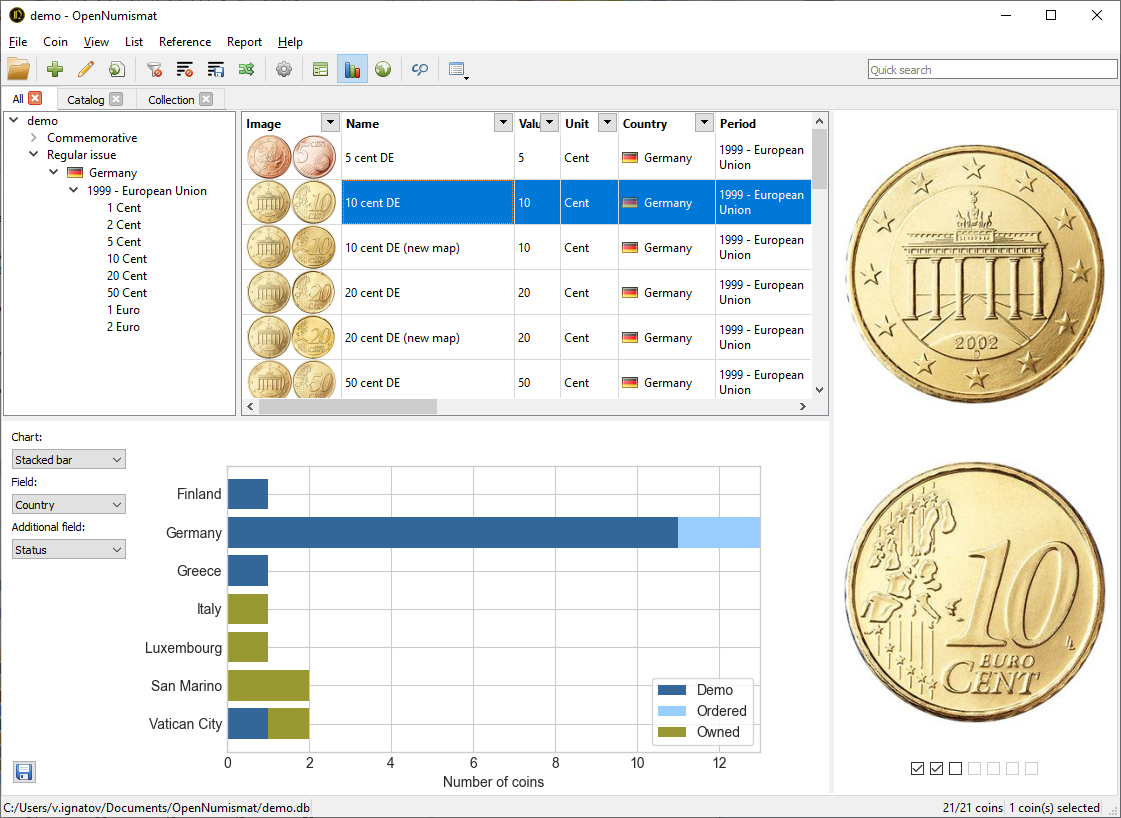 demo - OpenNumismat
File Coin View List Reference Report Help
Quick search
All Catalog Collection
demo
Commemorative
Regular issue
Germany
1999 - European Union
1 Cent
2 Cent
5 Cent
10 Cent
20 Cent
50 Cent
1 Euro
2 Euro
Image Name Valu Unit Country Period
5 cent DE 5 Cent Germany 1999 - European
Union
10 cent DE 10 Cent Germany 1999 - European
Union
10 cent DE (new map) 10 Cent Germany 1999 - European
Union
20 cent DE 20 Cent Germany 1999 - European
Union
20 cent DE (new map) 20 Cent Germany 1999 - European
Union
50 cent DE 50 Cent Germany 1999 - European
Union
2002
D
10
EURO
CENT
LL
Chart:
Stacked bar
Field:
Country
Additional field:
Status
Finland
Germany
Greece
Italy
Luxembourg
San Marino
Vatican City
0 2 4 6 8 10 12
Number of coins
Demo
Ordered
Owned
C:/Users/v.ignatov/Documents/OpenNumismat/demo.db
21/21 coins 1 coin(s) selected